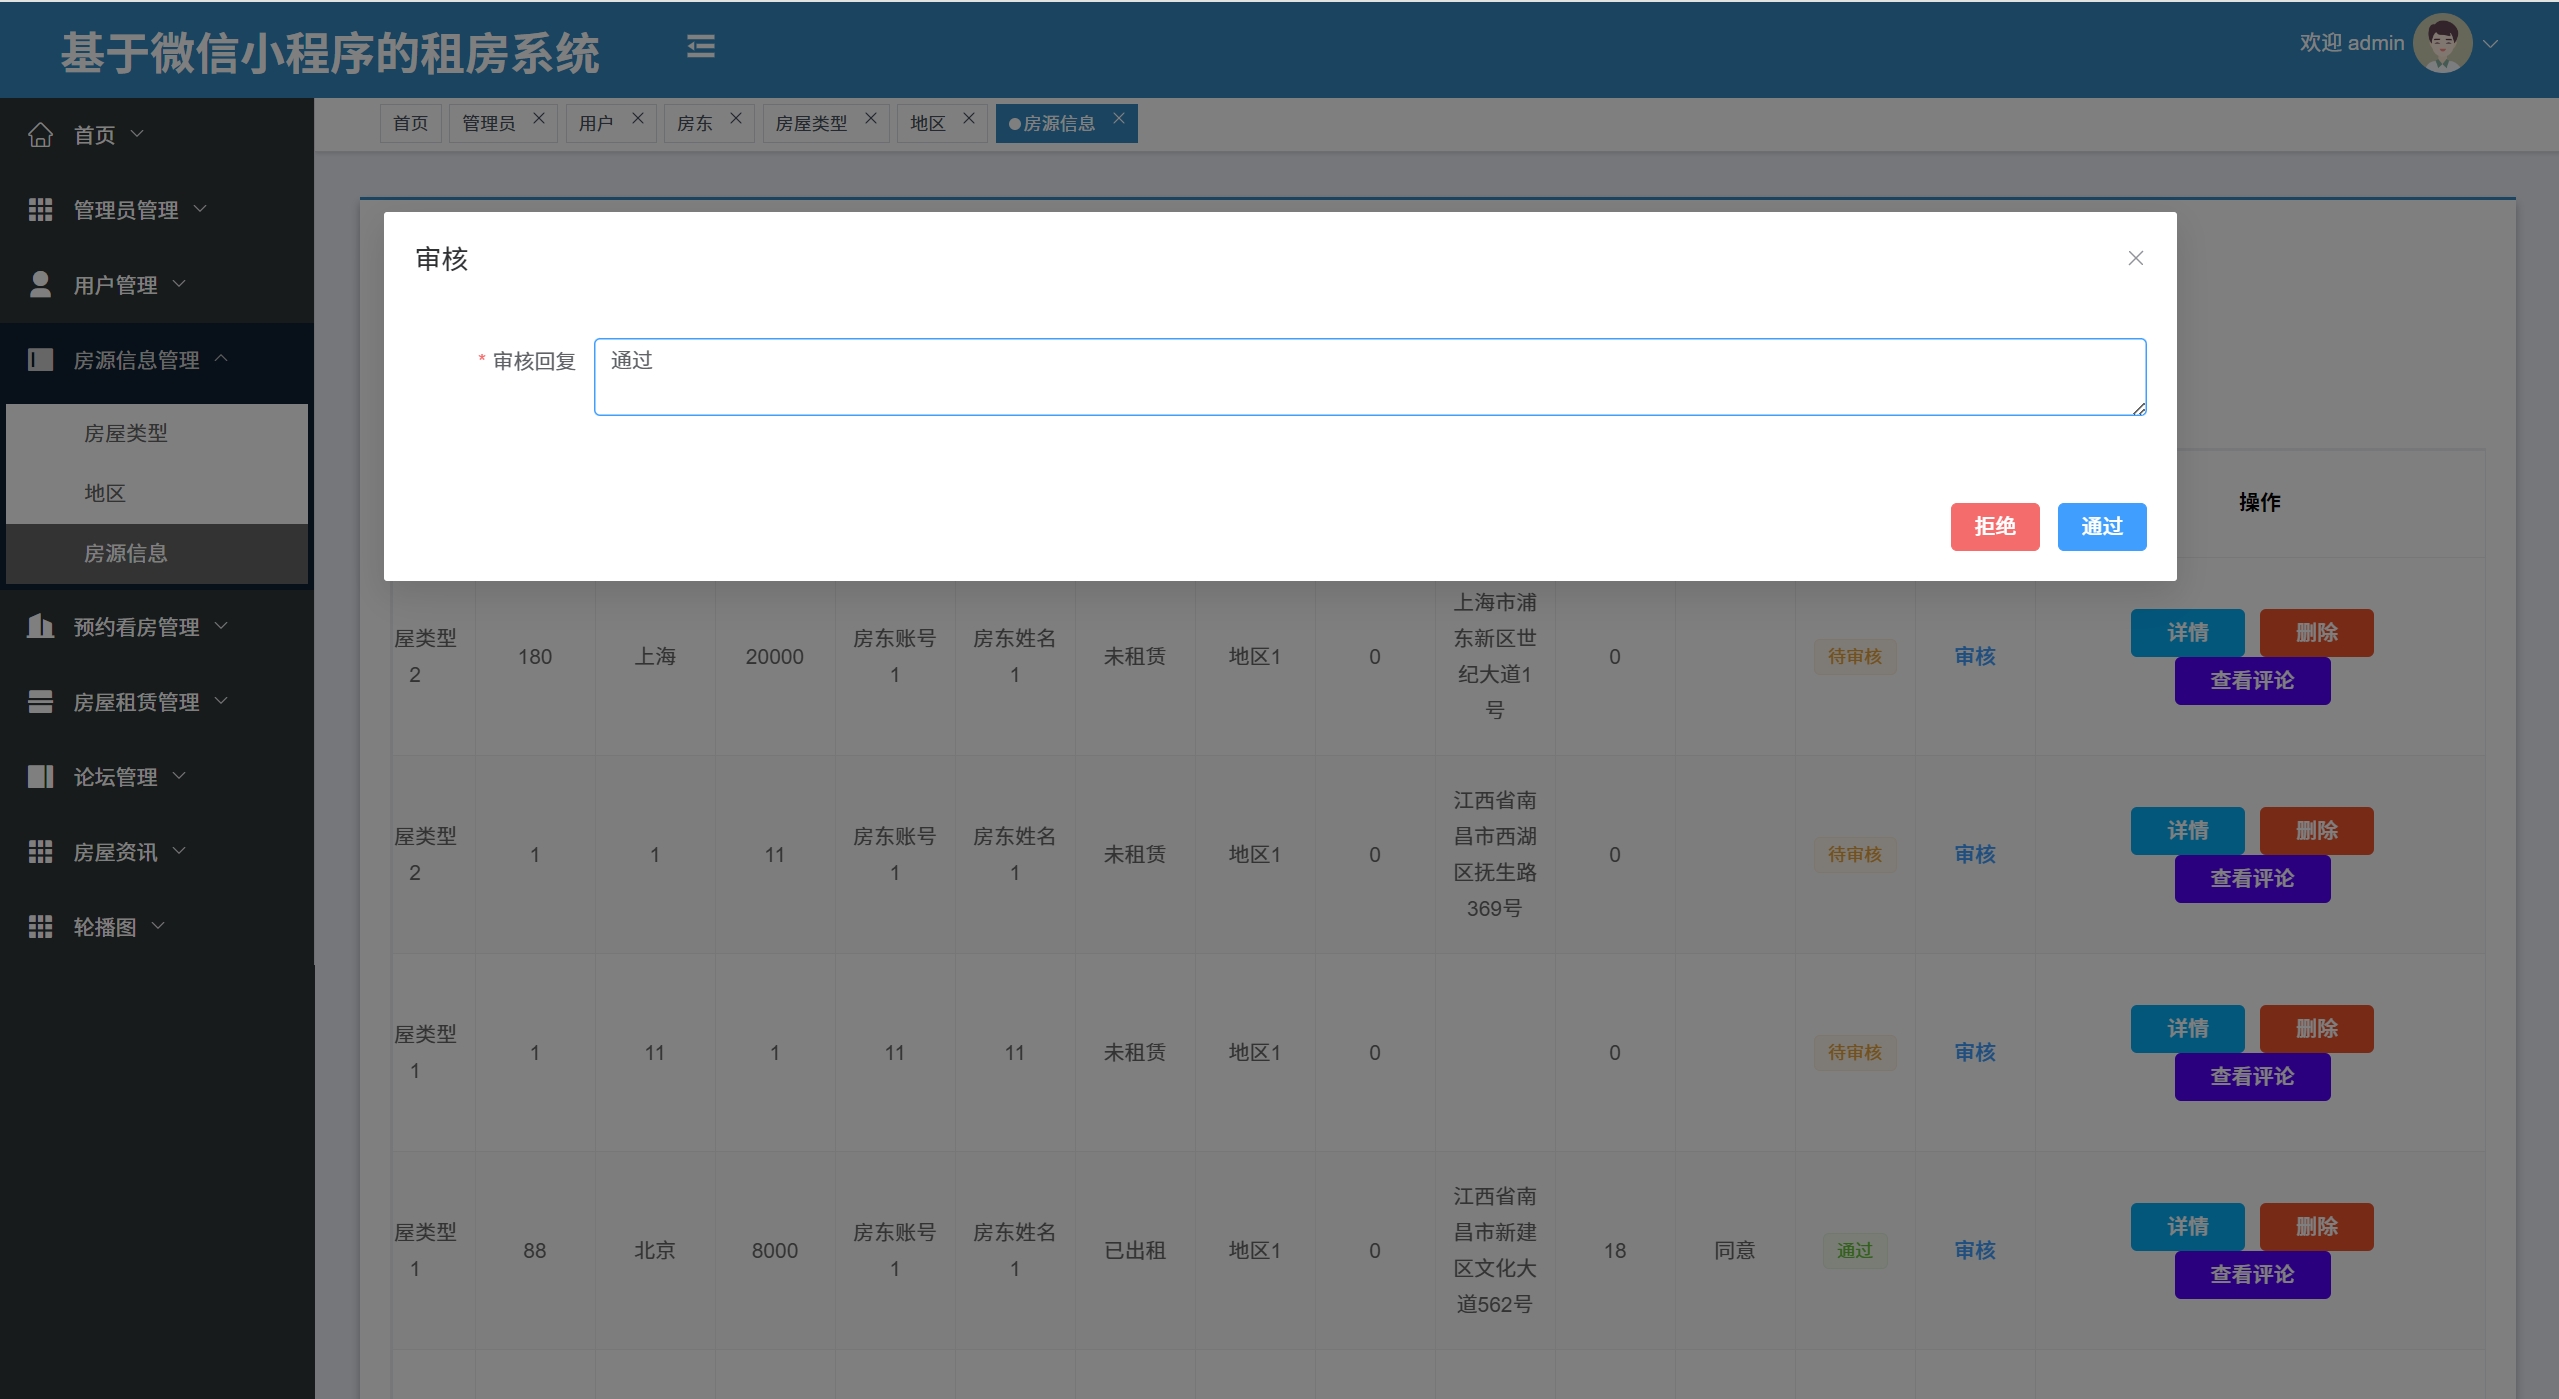 基于微信小程序的租房系统
欢迎 admin
首页
管理员
用户
房东
房屋类型
地区
房源信息
首页
管理员管理
用户管理
房源信息管理
房屋类型
地区
房源信息
预约看房管理
房屋租赁管理
论坛管理
房屋资讯
轮播图
审核
* 审核回复
通过
拒绝
通过
操作
屋类型
2
180
上海
20000
房东账号
1
房东姓名
1
未租赁
地区1
0
上海市浦
东新区世
纪大道1
号
0
待审核
审核
详情
删除
查看评论
屋类型
2
1
1
11
房东账号
1
房东姓名
1
未租赁
地区1
0
江西省南
昌市西湖
区抚生路
369号
0
待审核
审核
详情
删除
查看评论
屋类型
1
1
11
1
11
11
未租赁
地区1
0
0
待审核
审核
详情
删除
查看评论
屋类型
1
88
北京
8000
房东账号
1
房东姓名
1
已出租
地区1
0
江西省南
昌市新建
区文化大
道562号
18
同意
通过
审核
详情
删除
查看评论